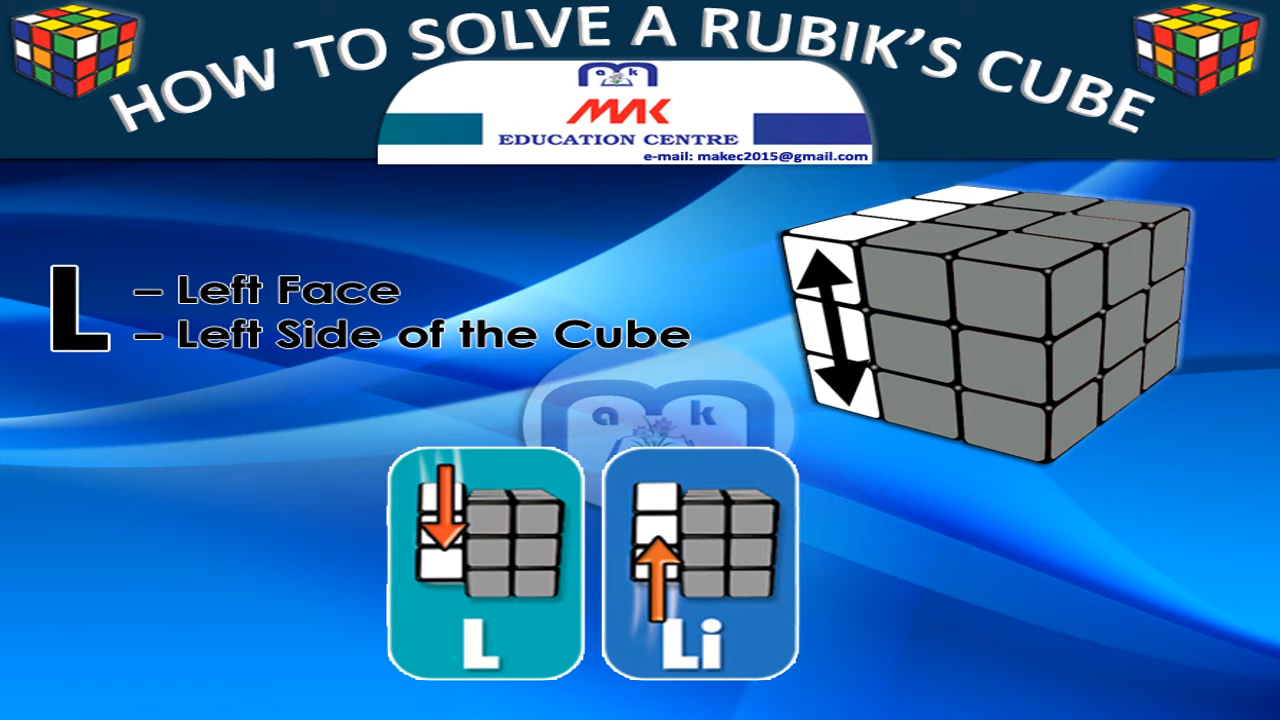 HOW TO SOLVE A RUBIK'S CUBE
a k
MAK
EDUCATION CENTRE
e-mail: makec2015@gmail.com
L – Left Face
– Left Side of the Cube
a k
L
Li